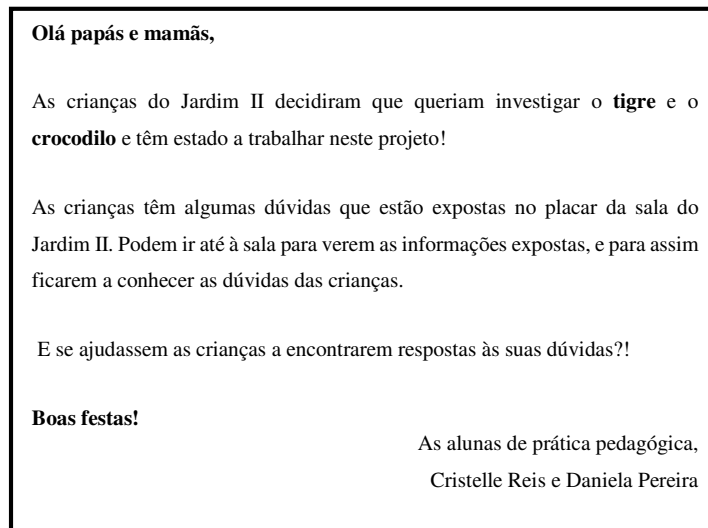 Olá papás e mamãs,
As crianças do Jardim II decidiram que queriam investigar o tigre e o
crocodilo e têm estado a trabalhar neste projeto!
As crianças têm algumas dúvidas que estão expostas no placar da sala do
Jardim II. Podem ir até à sala para verem as informações expostas, e para assim
ficarem a conhecer as dúvidas das crianças.
E se ajudassem as crianças a encontrarem respostas às suas dúvidas?!
Boas festas!
As alunas de prática pedagógica,
Cristelle Reis e Daniela Pereira